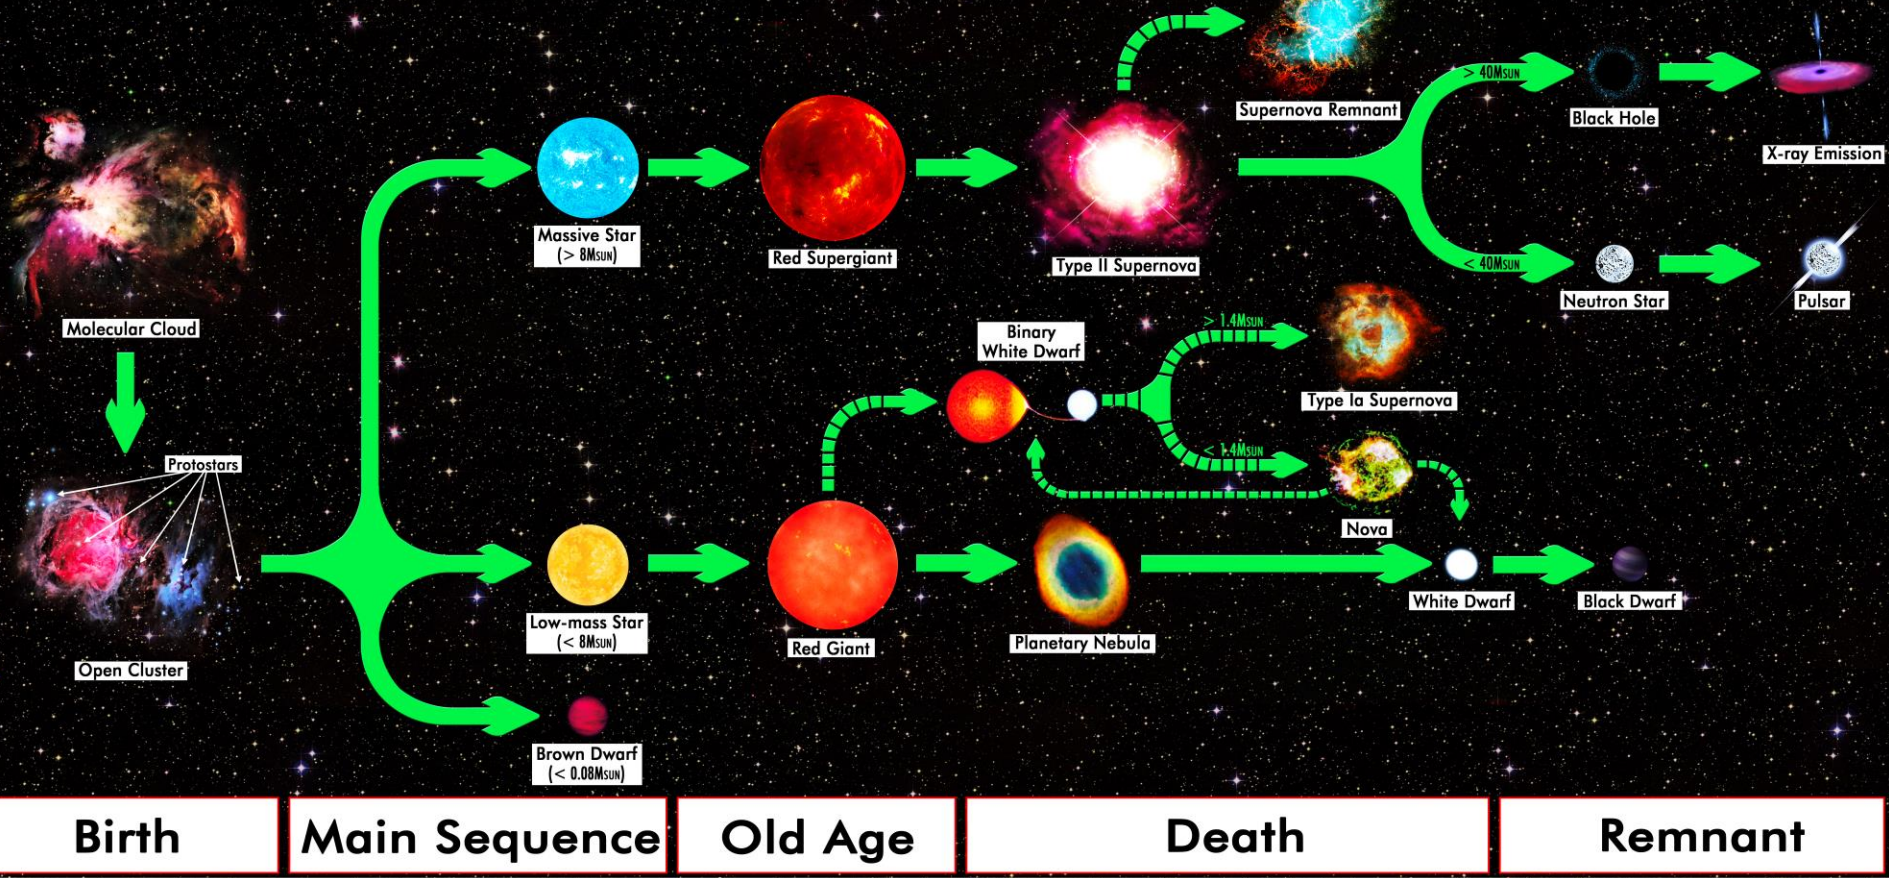 > 40MSUN
Supernova Remnant
Black Hole
X-ray Emission
Massive Star
(> 8MSUN)
Red Supergiant
Type II Supernova
< 40MSUN
Neutron Star
Pulsar
Molecular Cloud
Binary
White Dwarf
> 1.4MSUN
Type Ia Supernova
< 1.4MSUN
Protostars
Nova
Open Cluster
Low-mass Star
(< 8MSUN)
Red Giant
Planetary Nebula
White Dwarf
Black Dwarf
Brown Dwarf
(< 0.08MSUN)
Birth
Main Sequence
Old Age
Death
Remnant